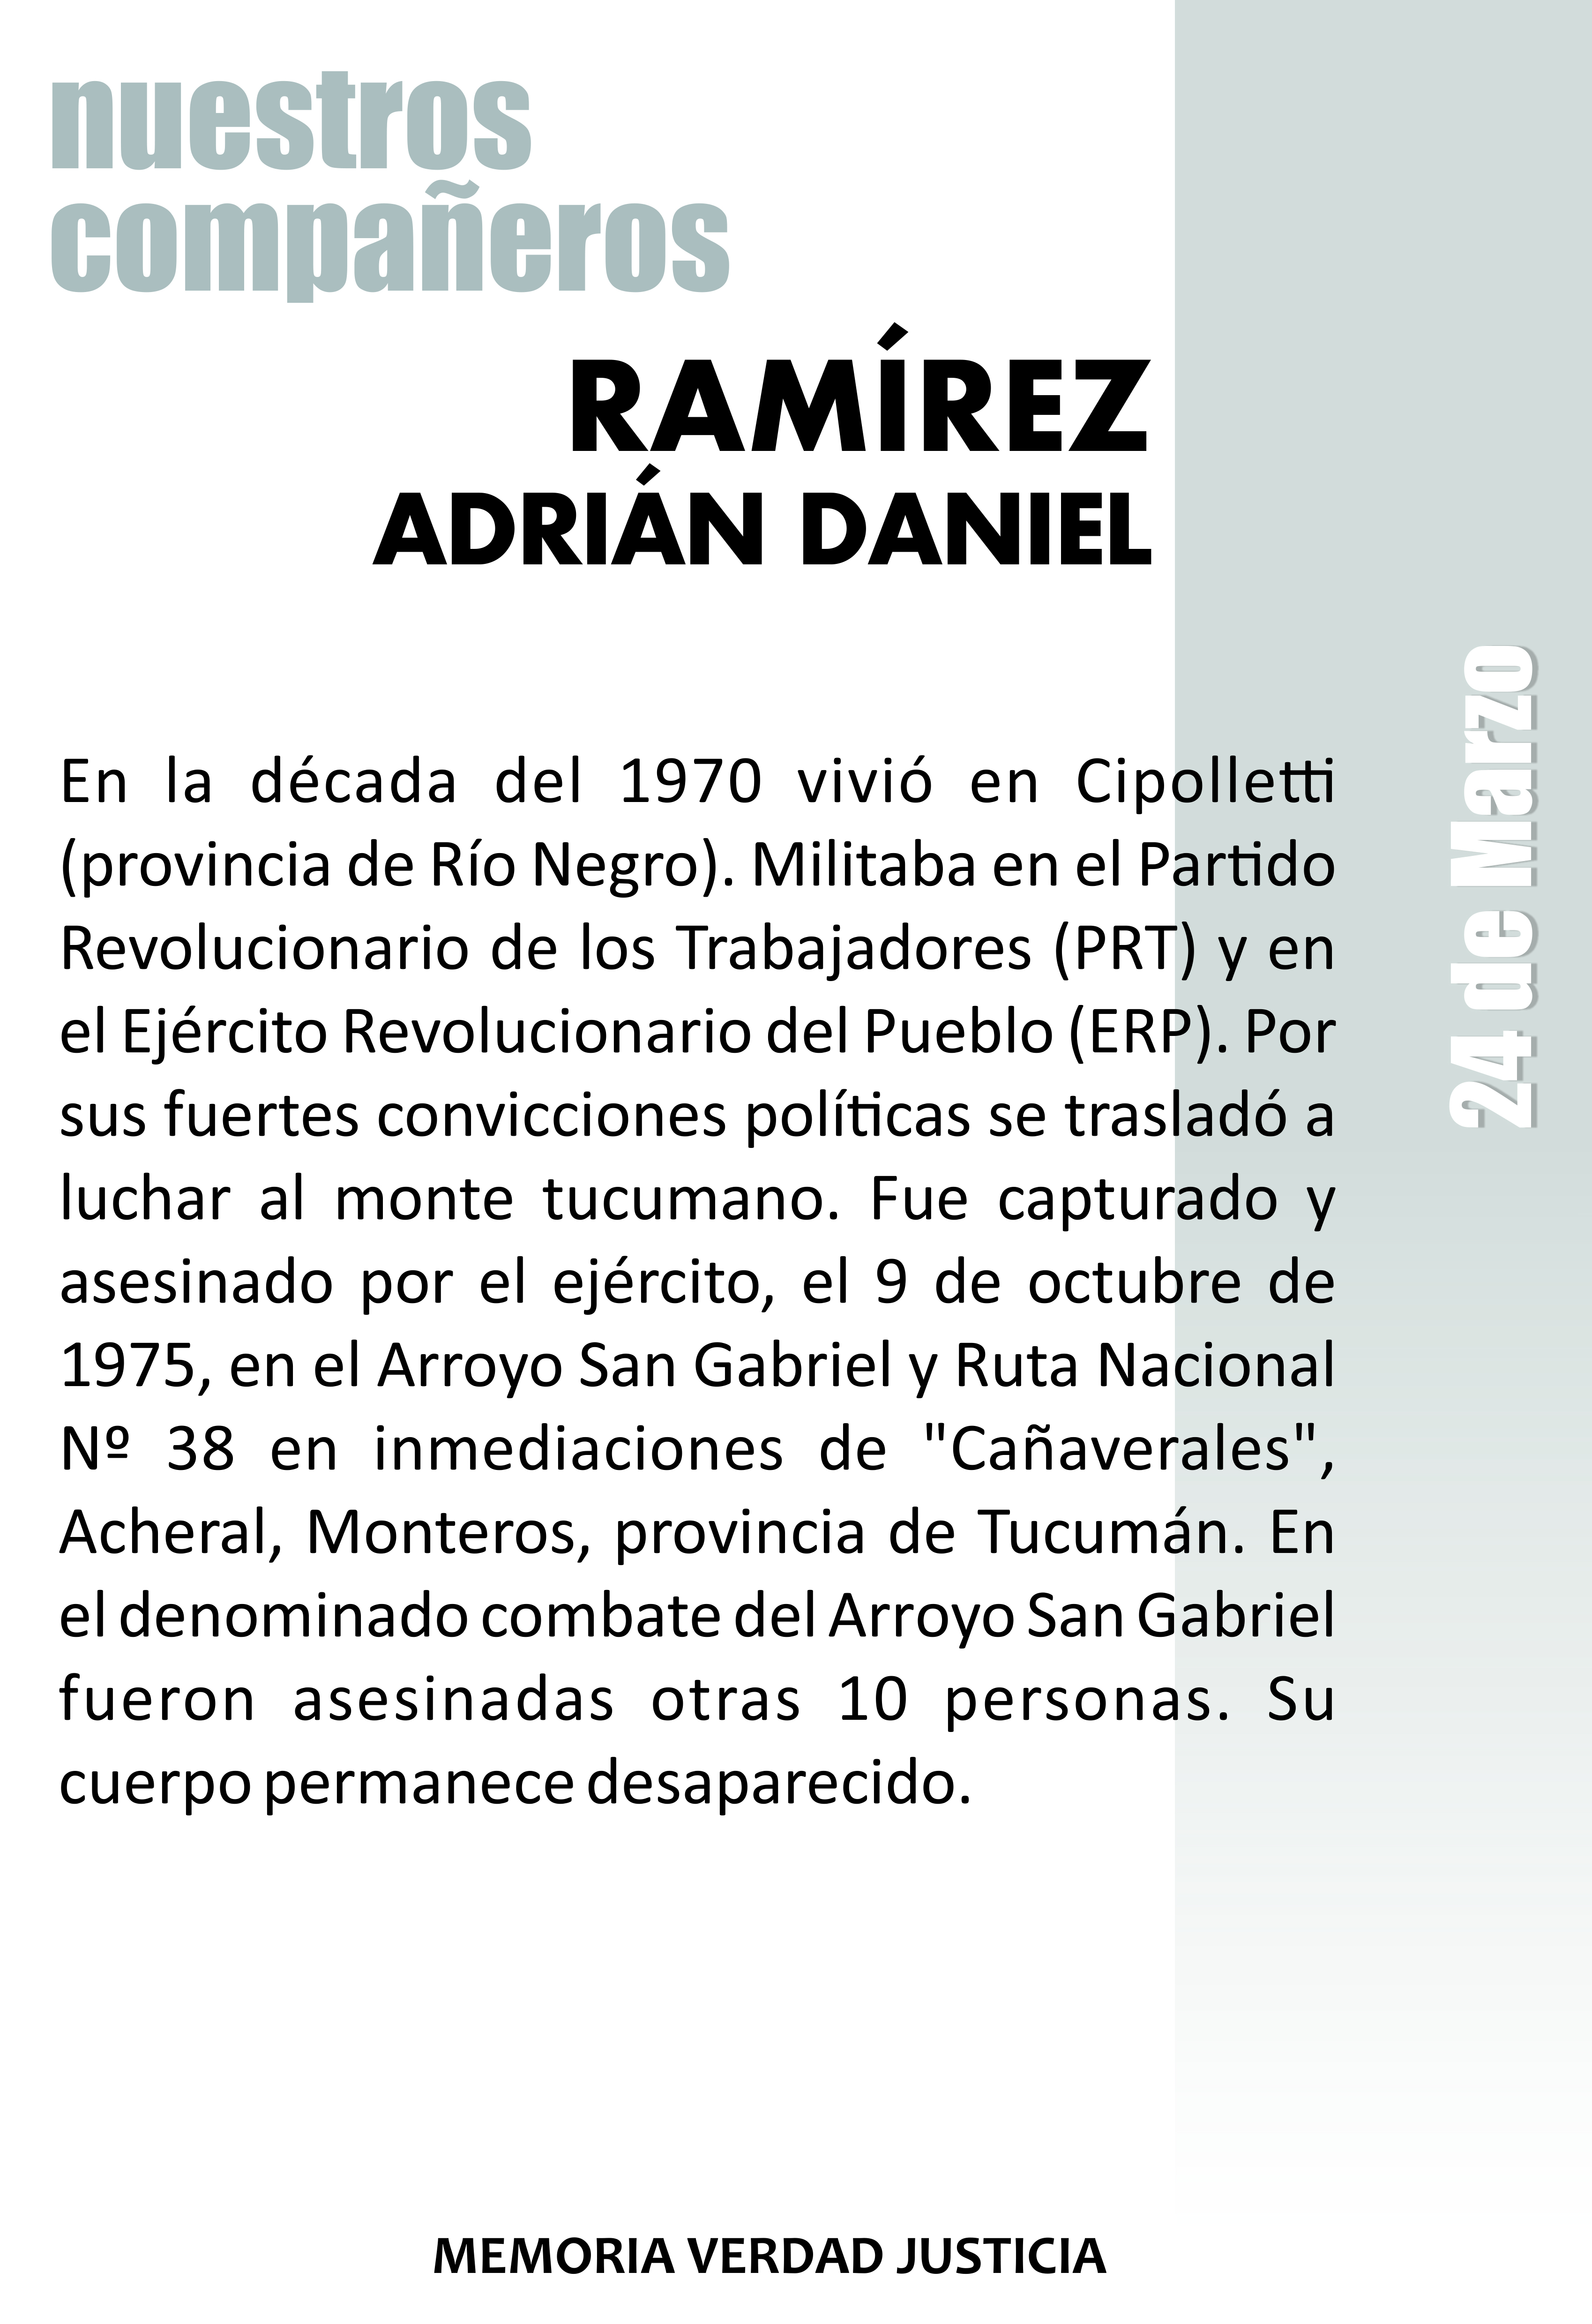 nuestros
compañeros
RAMÍREZ
ADRIÁN DANIEL
En la década del 1970 vivió en Cipolletti
(provincia de Río Negro). Militaba en el Partido
Revolucionario de los Trabajadores (PRT) y en
el Ejército Revolucionario del Pueblo (ERP). Por
sus fuertes convicciones políticas se trasladó a
luchar al monte tucumano. Fue capturado y
asesinado por el ejército, el 9 de octubre de
1975, en el Arroyo San Gabriel y Ruta Nacional
Nº 38 en inmediaciones de "Cañaverales",
Acheral, Monteros, provincia de Tucumán. En
el denominado combate del Arroyo San Gabriel
fueron asesinadas otras 10 personas. Su
cuerpo permanece desaparecido.
24 de Marzo
MEMORIA VERDAD JUSTICIA